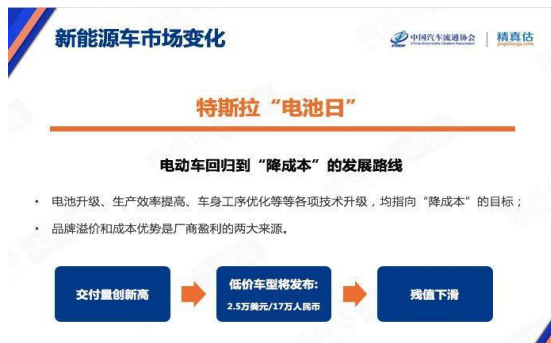 新能源车市场变化
中国汽车流通协会
China Automobile Dealers Association
精真估
jingzhengu.com
特斯拉“电池日”
电动车回归到“降成本”的发展路线
• 电池升级、生产效率提高、车身工序优化等等各项技术升级，均指向“降成本”的目标；
• 品牌溢价和成本优势是厂商盈利的两大来源。
交付量创新高
低价车型将发布:
2.5万美元/17万人民币
残值下滑